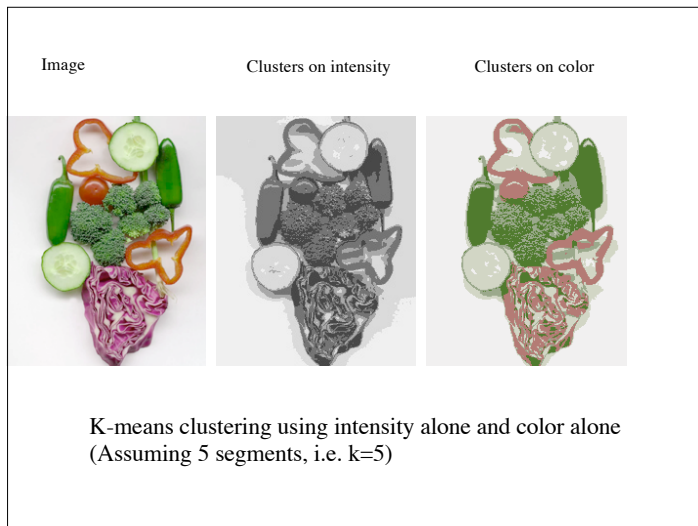 Image
Clusters on intensity
Clusters on color
K-means clustering using intensity alone and color alone
(Assuming 5 segments, i.e. k=5)